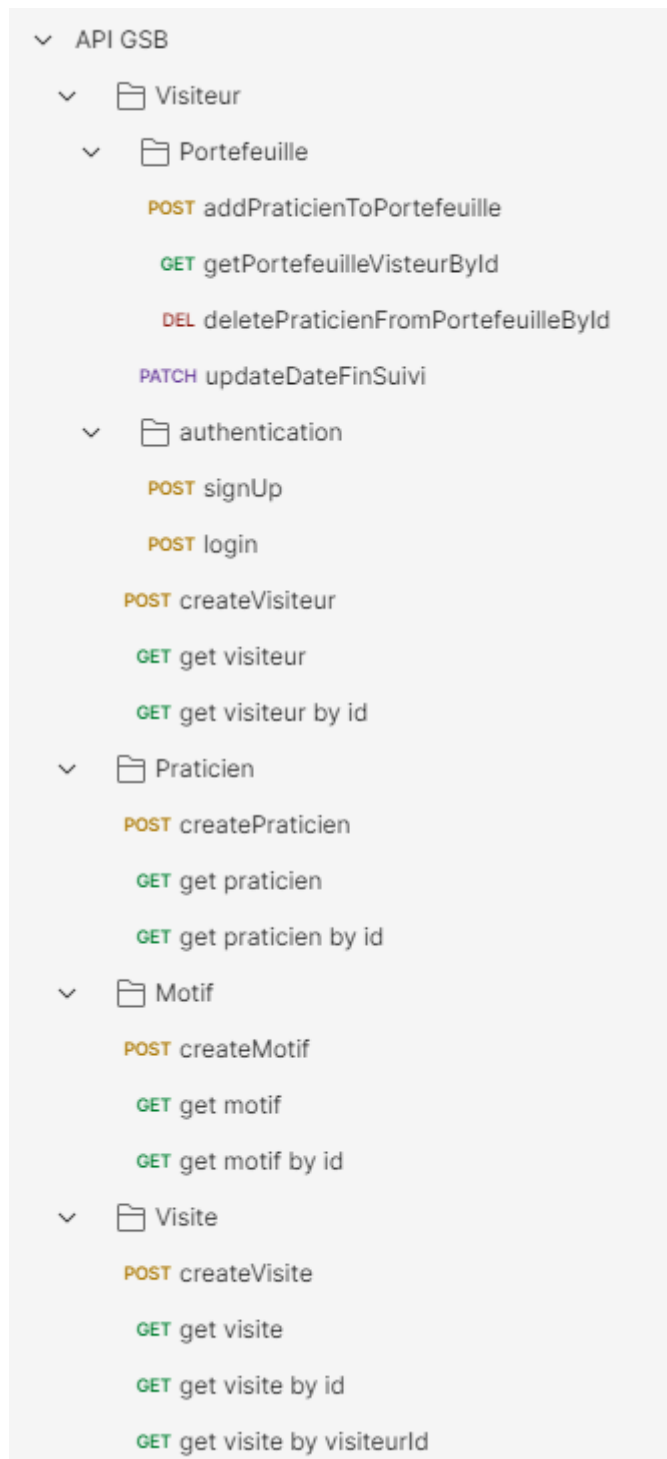 API GSB
Visiteur
Portefeuille
POST addPraticienToPortefeuille
GET getPortefeuilleVisteurById
DEL deletePraticienFromPortefeuilleById
PATCH updateDateFinSuivi
authentication
POST signUp
POST login
POST createVisiteur
GET get visiteur
GET get visiteur by id
Praticien
POST createPraticien
GET get praticien
GET get praticien by id
Motif
POST createMotif
GET get motif
GET get motif by id
Visite
POST createVisite
GET get visite
GET get visite by id
GET get visite by visiteurId